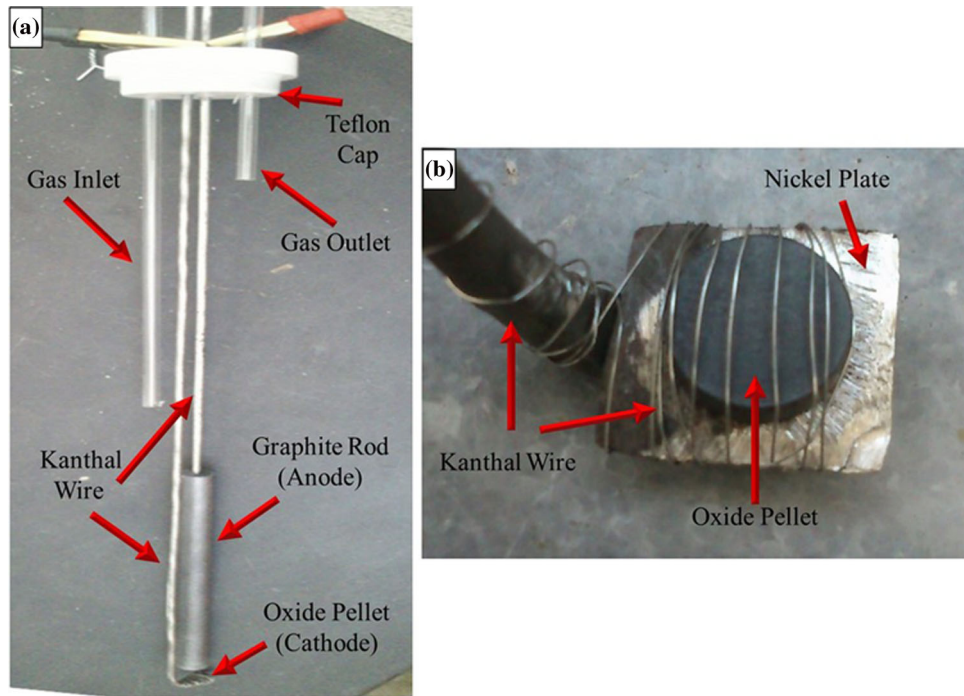 (a)
Teflon
Cap
Gas Inlet
Gas Outlet
Kanthal
Wire
Graphite Rod
(Anode)
Oxide Pellet
(Cathode)
(b)
Nickel Plate
Kanthal Wire
Oxide Pellet